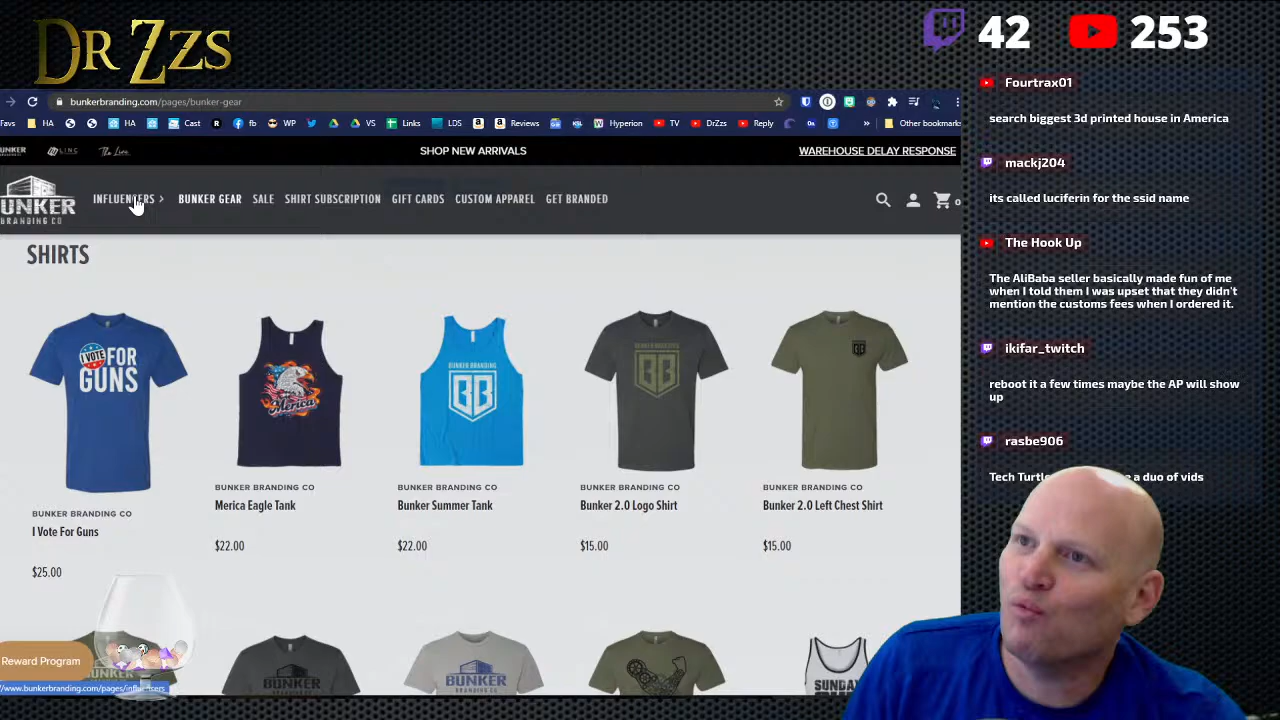 DR ZZS
42
253
bunkerbranding.com/pages/bunker-gear
Favs
HA
HA
Cast
fb
WP
VS
Links
LDS
Reviews
Hyperion
TV
DrZzs
Reply
»
Other bookmarks
The Line
SHOP NEW ARRIVALS
WAREHOUSE DELAY RESPONSE
BUNKER
BRANDING CO
INFLUENCERS >
BUNKER GEAR
SALE
SHIRT SUBSCRIPTION
GIFT CARDS
CUSTOM APPAREL
GET BRANDED
0
SHIRTS
I VOTE FOR
GUNS
Merica
BUNKER BRANDING
BB
BB
BB
BUNKER BRANDING CO
I Vote For Guns
$25.00
BUNKER BRANDING CO
Merica Eagle Tank
$22.00
BUNKER BRANDING CO
Bunker Summer Tank
$22.00
BUNKER BRANDING CO
Bunker 2.0 Logo Shirt
$15.00
BUNKER BRANDING CO
Bunker 2.0 Left Chest Shirt
$15.00
BUNKER
BUNKER
SUNDAY
Reward Program
//www.bunkerbranding.com/pages/influencers
Fourtrax01
search biggest 3d printed house in America
mackj204
its called luciferin for the ssid name
The Hook Up
The AliBaba seller basically made fun of me
when I told them I was upset that they didn't
mention the customs fees when I ordered it.
ikifar_twitch
reboot it a few times maybe the AP will show
up
rasbe906
Tech Turtle
e a duo of vids